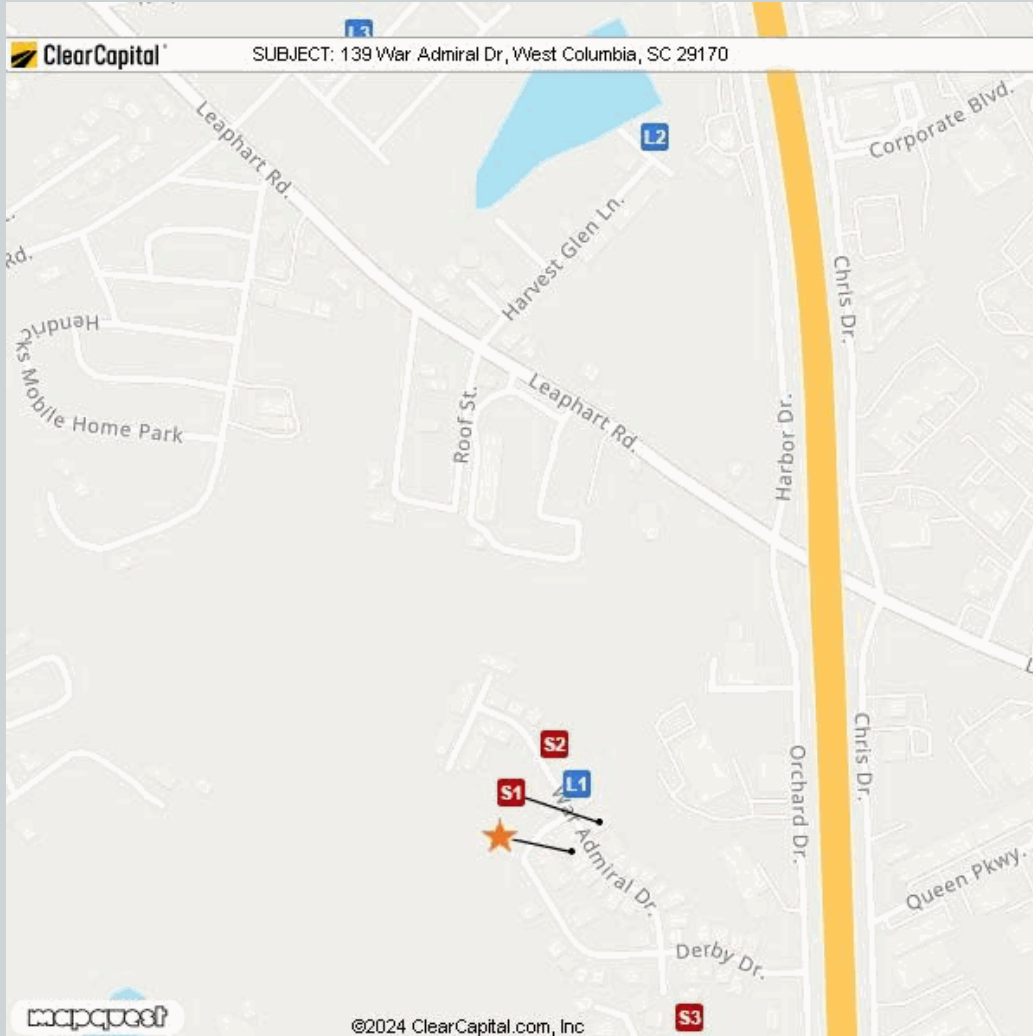 L3
ClearCapital
SUBJECT: 139 War Admiral Dr, West Columbia, SC 29170
Leaphart Rd.
L2
Corporate Blvd.
Harvest Glen Ln.
Rd.
Chris Dr.
Hendricks Mobile Home Park
Leaphart Rd.
Roof St.
Harbor Dr.
L
S2
Chris Dr.
L1
S1
Orchard Dr.
War Admiral Dr.
Queen Pkwy.
Derby Dr.
mapquest
©2024 ClearCapital.com, Inc
S3